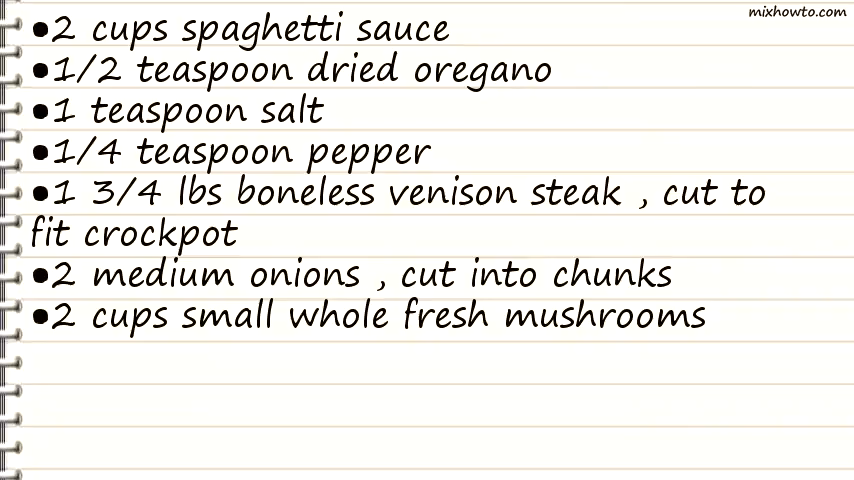 mixhowto.com
•2 cups spaghetti sauce
•1/2 teaspoon dried oregano
•1 teaspoon salt
•1/4 teaspoon pepper
•1 3/4 lbs boneless venison steak , cut to
fit crockpot
•2 medium onions , cut into chunks
•2 cups small whole fresh mushrooms